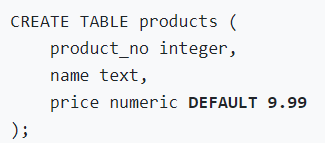 CREATE TABLE products (
    product_no integer,
    name text,
    price numeric DEFAULT 9.99
);